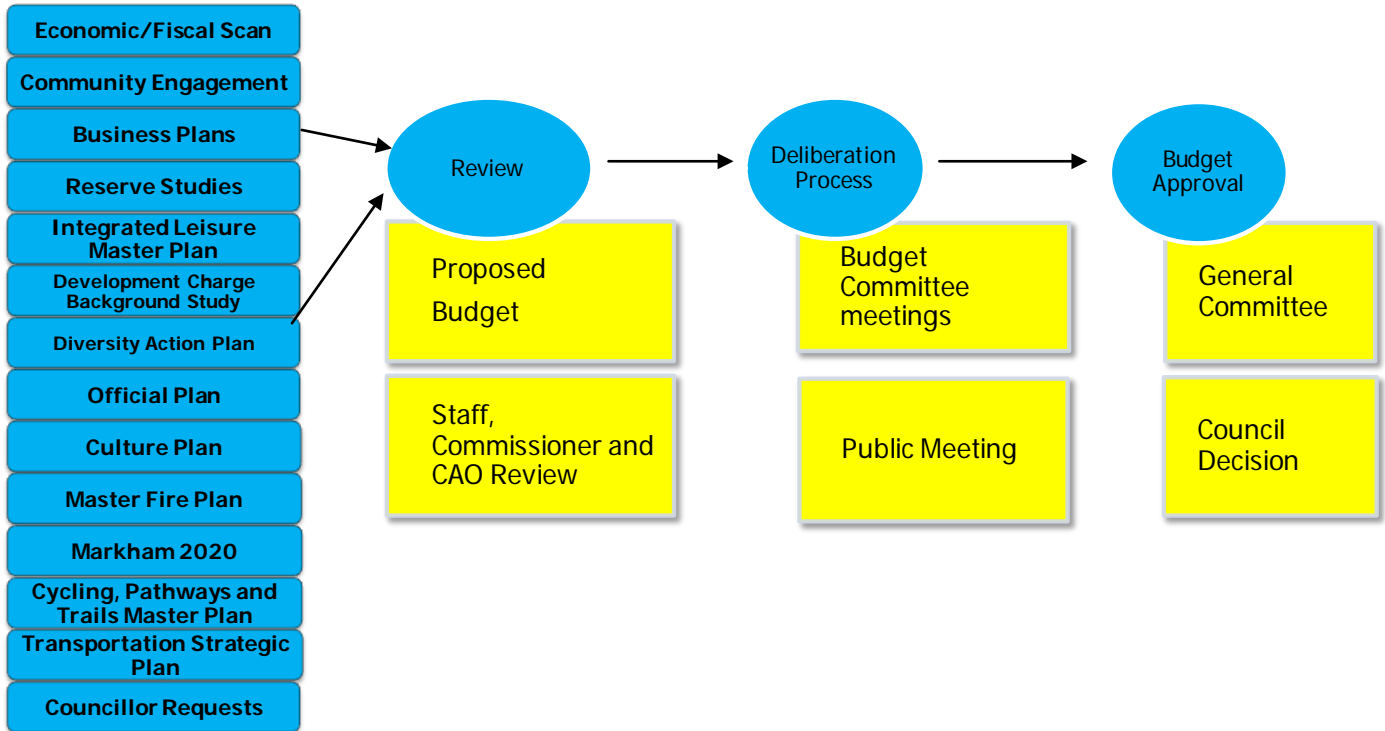 Economic/Fiscal Scan
Community Engagement
Business Plans
Reserve Studies
Integrated Leisure
Master Plan
Development Charge
Background Study
Diversity Action Plan
Official Plan
Culture Plan
Master Fire Plan
Markham 2020
Cycling, Pathways and
Trails Master Plan
Transportation Strategic
Plan
Councillor Requests
Review
Proposed
Budget
Staff,
Commissioner and
CAO Review
Deliberation
Process
Budget
Committee
meetings
Public Meeting
Budget
Approval
General
Committee
Council
Decision